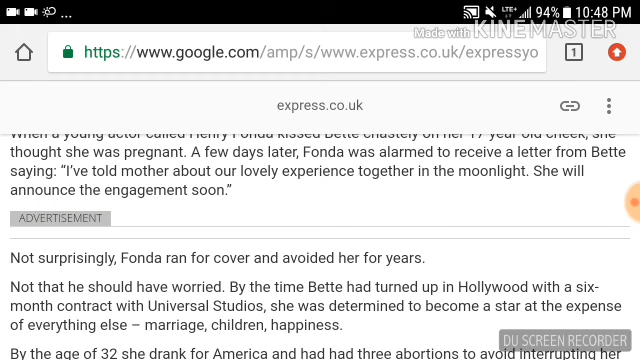 ... LTE+ 94% 10:48 PM
Made with KINEMASTER
https://www.google.com/amp/s/www.express.co.uk/expressyo 1
express.co.uk
When a young actor called Henry Fonda kissed Bette chastely on her 17-year-old cheek, she
thought she was pregnant. A few days later, Fonda was alarmed to receive a letter from Bette
saying: “I’ve told mother about our lovely experience together in the moonlight. She will
announce the engagement soon.”
ADVERTISEMENT
Not surprisingly, Fonda ran for cover and avoided her for years.
Not that he should have worried. By the time Bette had turned up in Hollywood with a six-
month contract with Universal Studios, she was determined to become a star at the expense
of everything else – marriage, children, happiness.
DU SCREEN RECORDER
By the age of 32 she drank for America and had had three abortions to avoid interrupting her